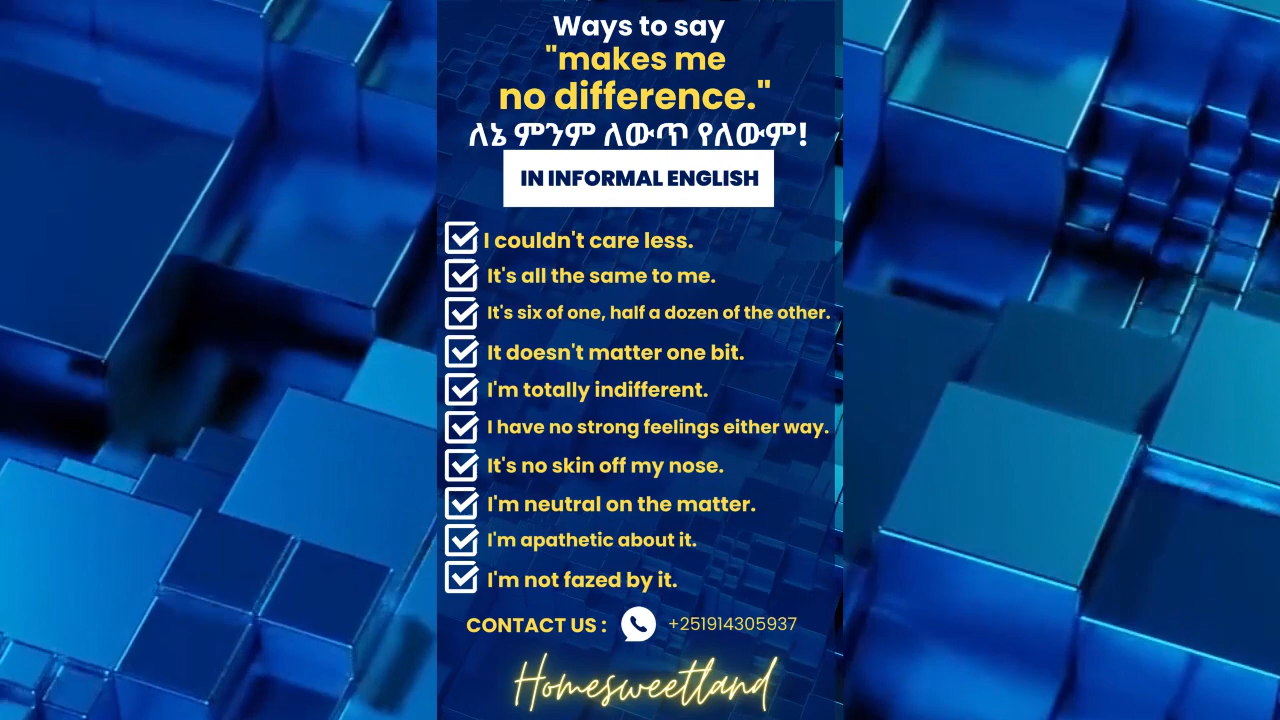 Ways to say
"makes me
no difference."
ለኔ ምንም ለውጥ የለውም!
IN INFORMAL ENGLISH
I couldn't care less.
It's all the same to me.
It's six of one, half a dozen of the other.
It doesn't matter one bit.
I'm totally indifferent.
I have no strong feelings either way.
It's no skin off my nose.
I'm neutral on the matter.
I'm apathetic about it.
I'm not fazed by it.
CONTACT US : +251914305937
Homesweetland